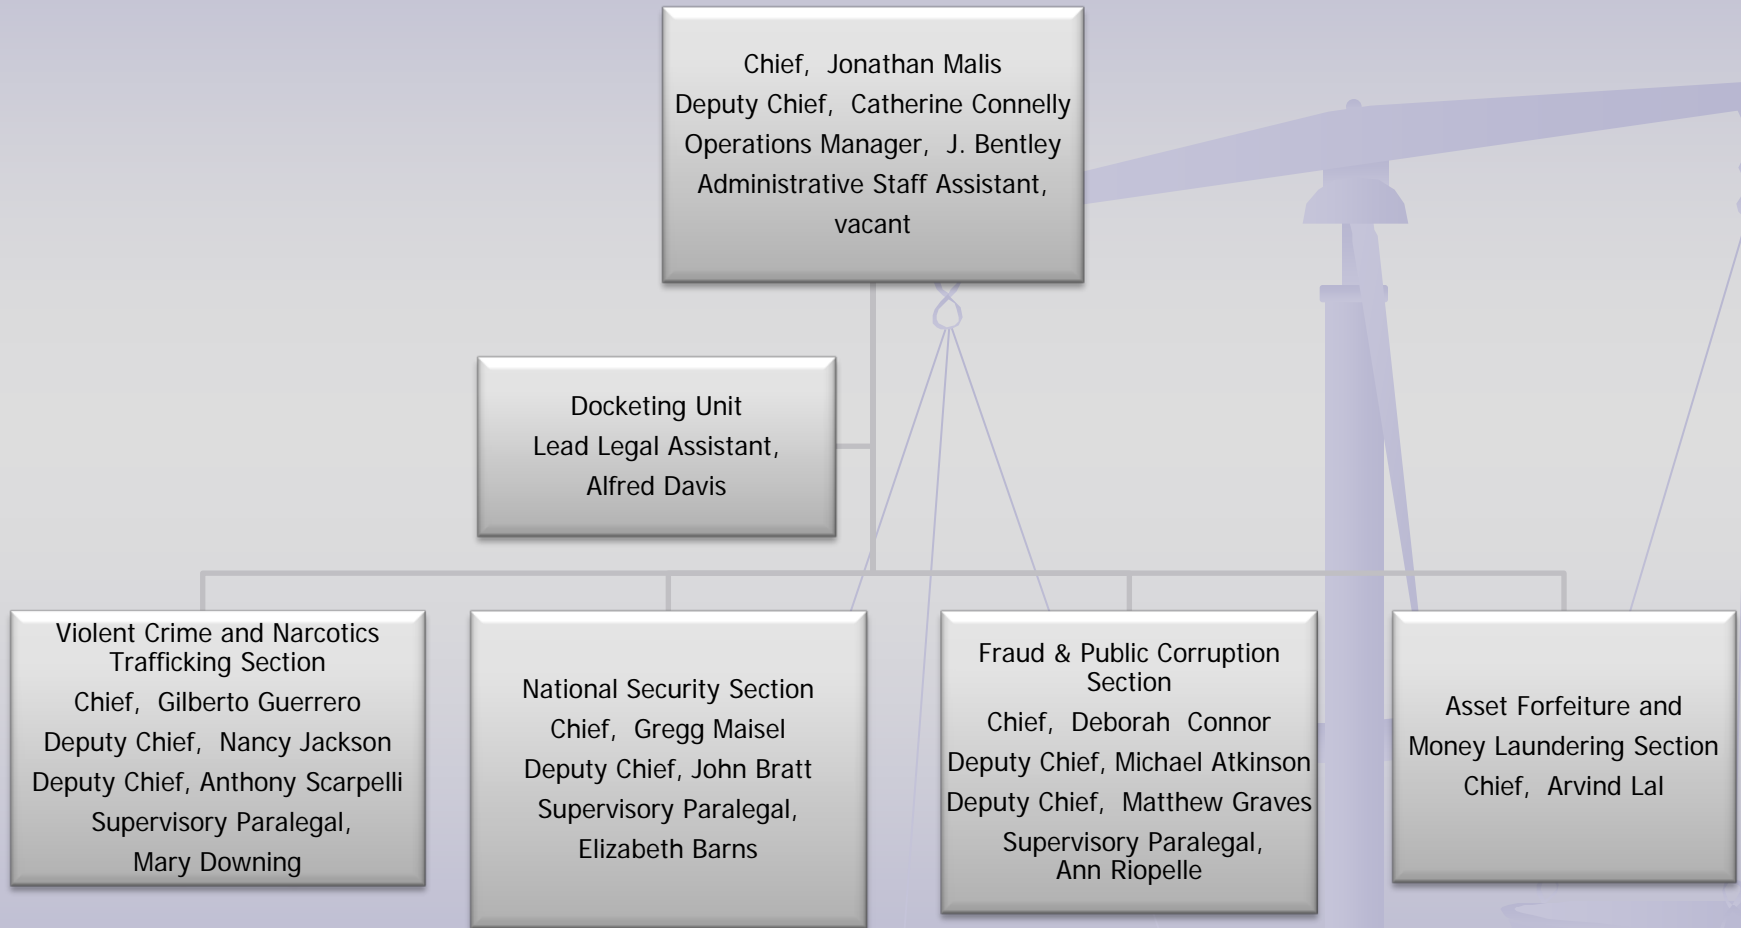 Chief, Jonathan Malis
Deputy Chief, Catherine Connelly
Operations Manager, J. Bentley
Administrative Staff Assistant,
vacant
Docketing Unit
Lead Legal Assistant,
Alfred Davis
Violent Crime and Narcotics
Trafficking Section
Chief, Gilberto Guerrero
Deputy Chief, Nancy Jackson
Deputy Chief, Anthony Scarpelli
Supervisory Paralegal,
Mary Downing
National Security Section
Chief, Gregg Maisel
Deputy Chief, John Bratt
Supervisory Paralegal,
Elizabeth Barns
Fraud & Public Corruption
Section
Chief, Deborah Connor
Deputy Chief, Michael Atkinson
Deputy Chief, Matthew Graves
Supervisory Paralegal,
Ann Riopelle
Asset Forfeiture and
Money Laundering Section
Chief, Arvind Lal